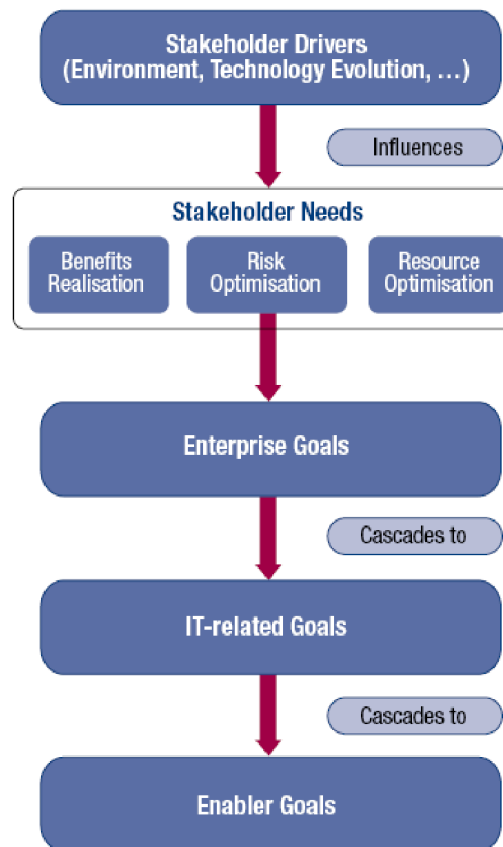 Stakeholder Drivers
(Environment, Technology Evolution, …)
Influences
Stakeholder Needs
Benefits
Realisation
Risk
Optimisation
Resource
Optimisation
Enterprise Goals
Cascades to
IT-related Goals
Cascades to
Enabler Goals